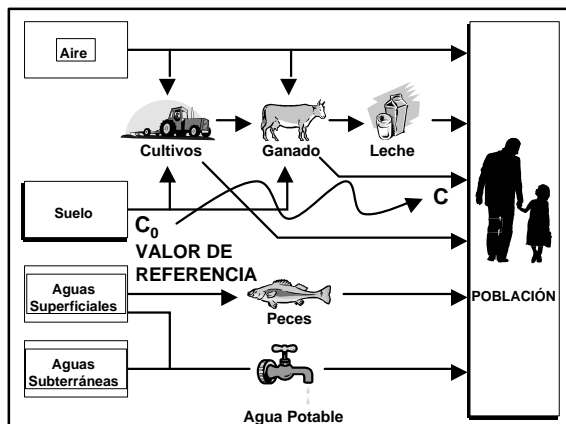 Aire
Cultivos
Ganado
Leche
Suelo
C₀
C
VALOR DE
REFERENCIA
Aguas
Superficiales
Peces
POBLACIÓN
Aguas
Subterráneas
Agua Potable